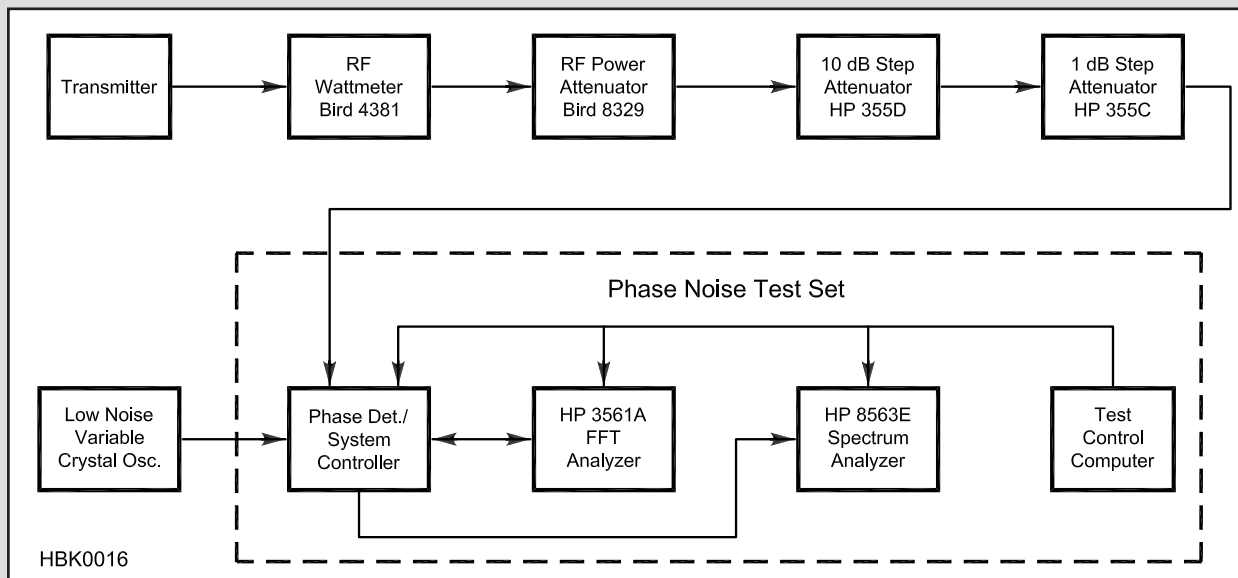 Transmitter
RF
Wattmeter
Bird 4381
RF Power
Attenuator
Bird 8329
10 dB Step
Attenuator
HP 355D
1 dB Step
Attenuator
HP 355C
Phase Noise Test Set
Low Noise
Variable
Crystal Osc.
Phase Det./
System
Controller
HP 3561A
FFT
Analyzer
HP 8563E
Spectrum
Analyzer
Test
Control
Computer
HBK0016